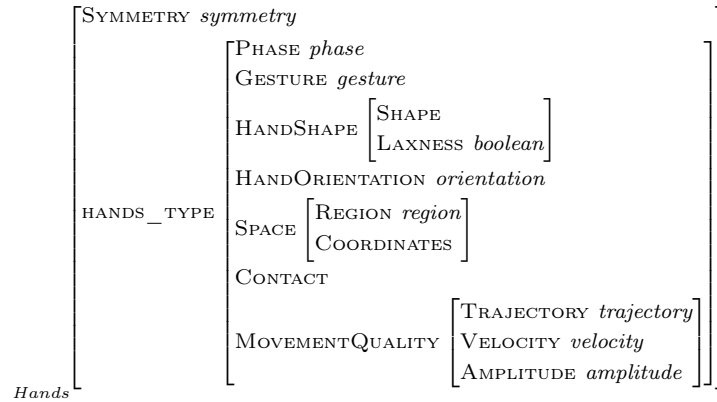 SYMMETRY symmetry
PHASE phase
GESTURE gesture
HANDSHAPE
SHAPE
LAXNESS boolean
HANDORIENTATION orientation
HANDS_TYPE
SPACE
REGION region
COORDINATES
CONTACT
MOVEMENTQUALITY
TRAJECTORY trajectory
VELOCITY velocity
AMPLITUDE amplitude
Hands